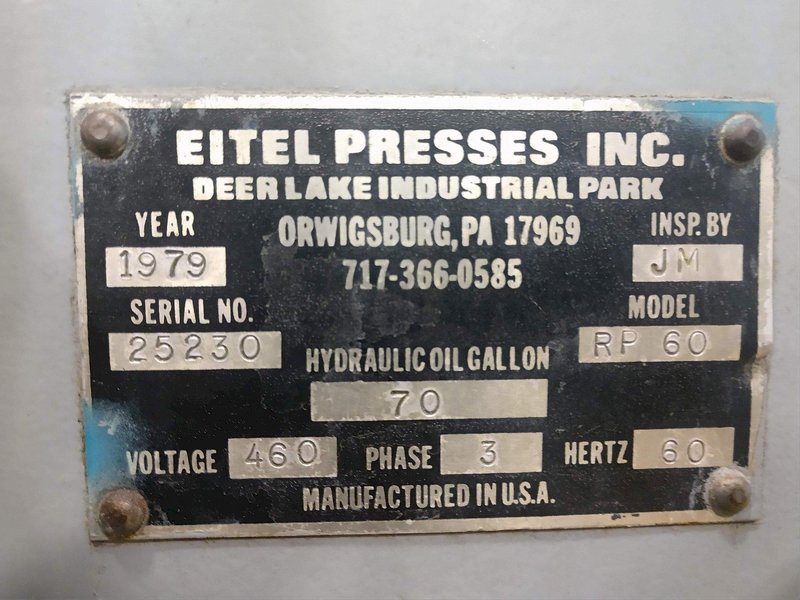 EITEL PRESSES INC.
DEER LAKE INDUSTRIAL PARK
ORWIGSBURG, PA 17969
717-366-0585
YEAR
1979
INSP. BY
JM
SERIAL NO.
25230
MODEL
RP 60
HYDRAULIC OIL GALLON
70
VOLTAGE 460 PHASE 3 HERTZ 60
MANUFACTURED IN U.S.A.